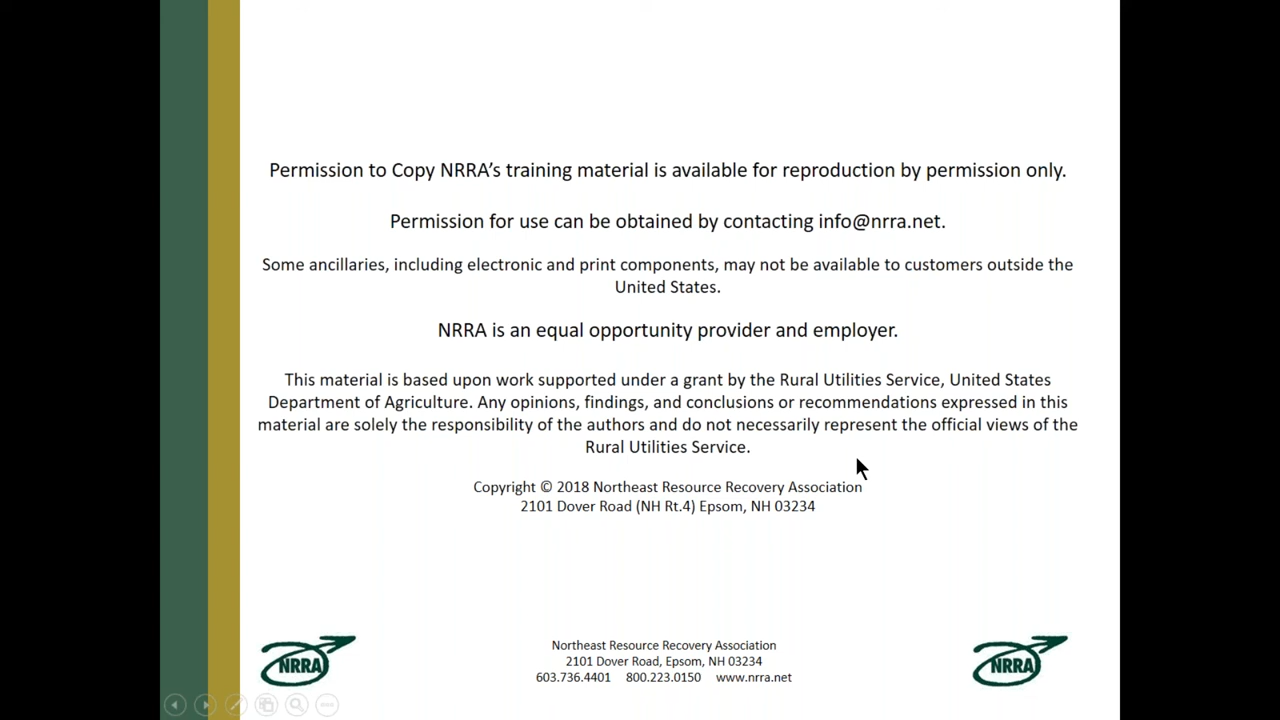 Permission to Copy NRRA’s training material is available for reproduction by permission only.
Permission for use can be obtained by contacting info@nrra.net.
Some ancillaries, including electronic and print components, may not be available to customers outside the
United States.
NRRA is an equal opportunity provider and employer.
This material is based upon work supported under a grant by the Rural Utilities Service, United States
Department of Agriculture. Any opinions, findings, and conclusions or recommendations expressed in this
material are solely the responsibility of the authors and do not necessarily represent the official views of the
Rural Utilities Service.
Copyright © 2018 Northeast Resource Recovery Association
2101 Dover Road (NH Rt.4) Epsom, NH 03234
NRRA
Northeast Resource Recovery Association
2101 Dover Road, Epsom, NH 03234
603.736.4401 800.223.0150 www.nrra.net
NRRA